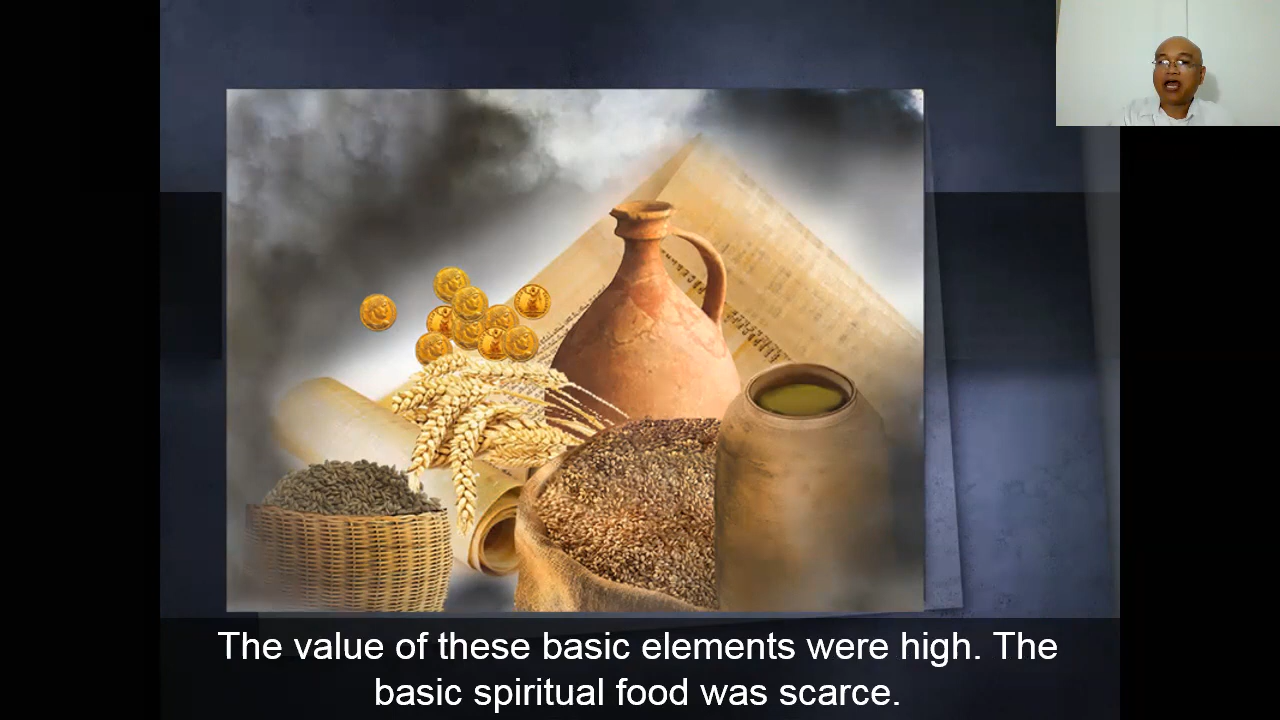 The value of these basic elements were high. The
basic spiritual food was scarce.